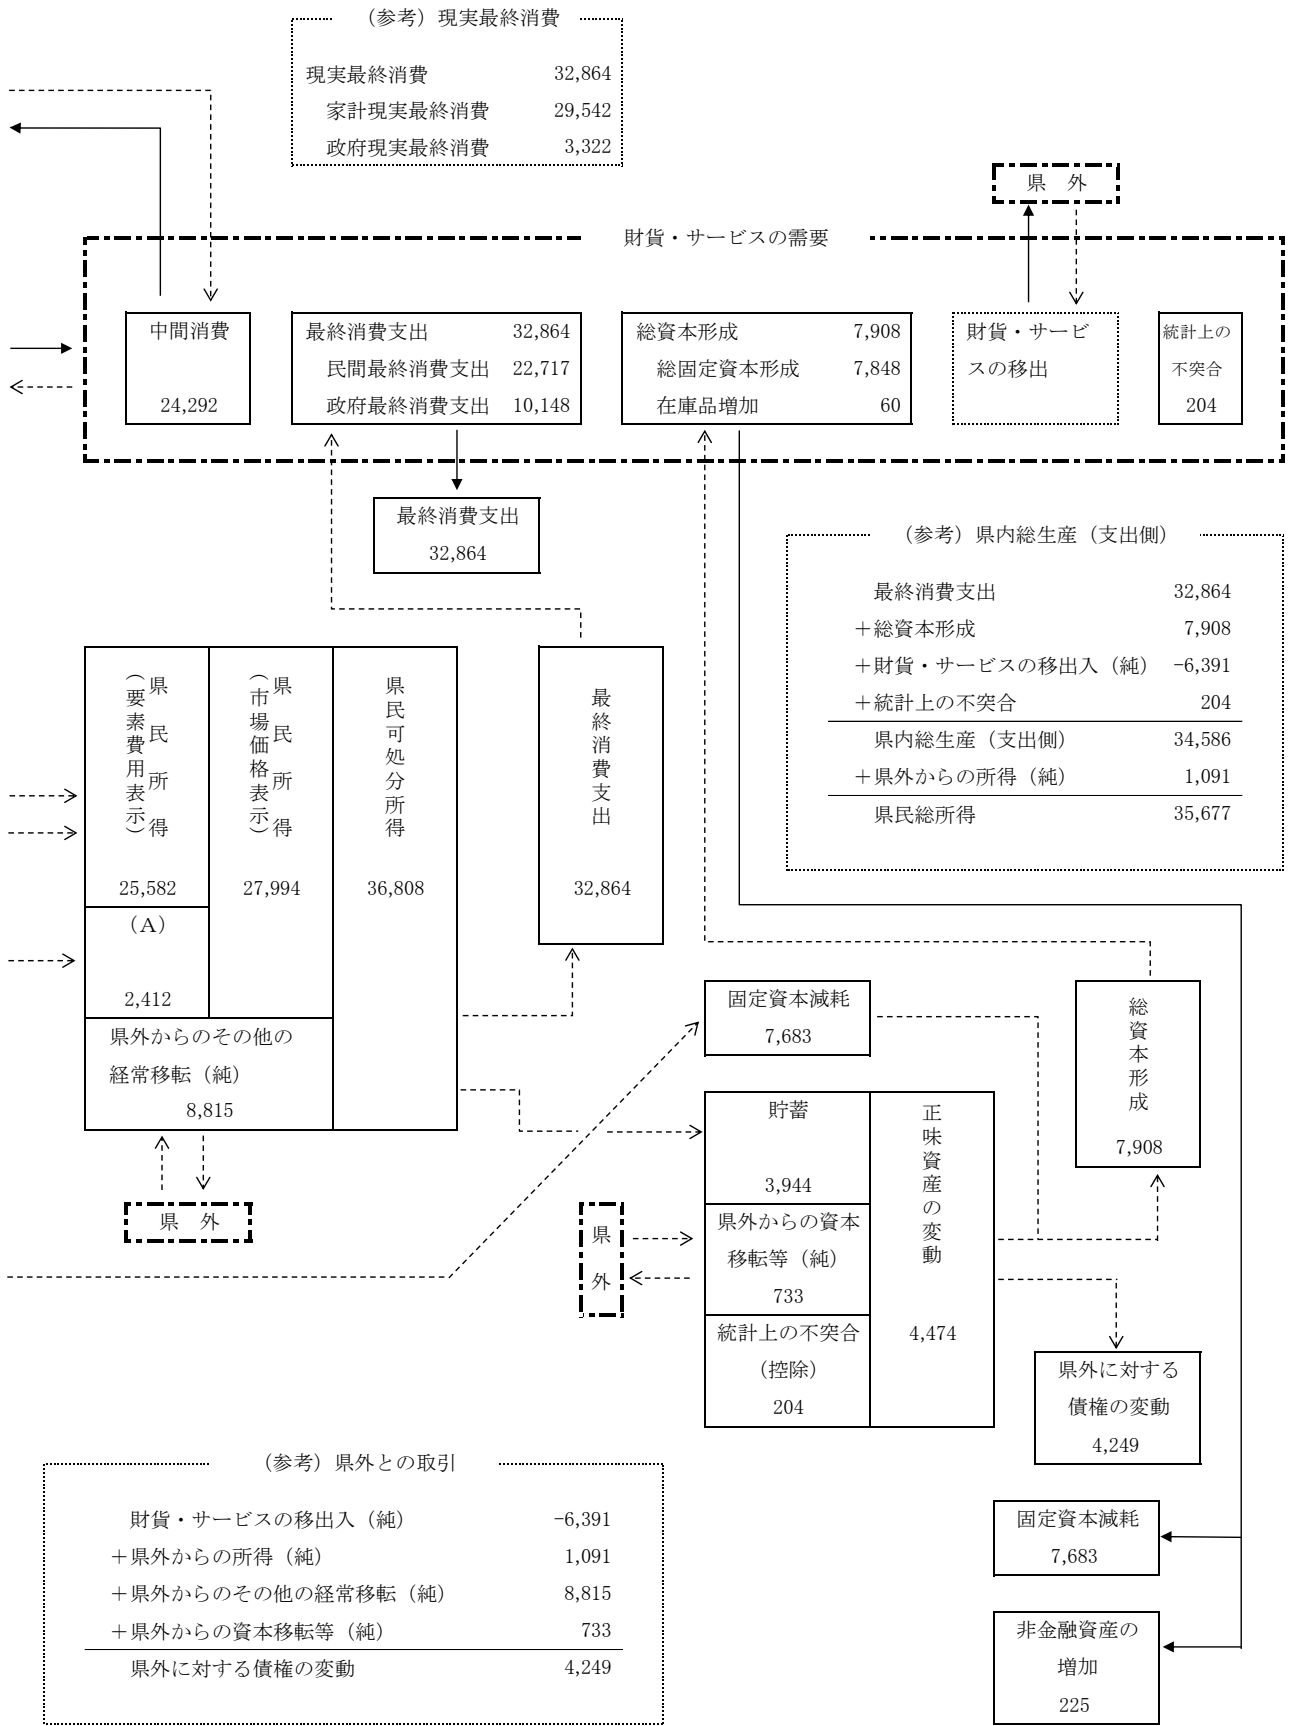 （参考）現実最終消費
現実最終消費 32,864
家計現実最終消費 29,542
政府現実最終消費 3,322
県 外
財貨・サービスの需要
中間消費
24,292
最終消費支出 32,864
民間最終消費支出 22,717
政府最終消費支出 10,148
総資本形成 7,908
総固定資本形成 7,848
在庫品増加 60
財貨・サービ
スの移出
統計上の
不突合
204
最終消費支出
32,864
（参考）県内総生産（支出側）
最終消費支出 32,864
＋総資本形成 7,908
＋財貨・サービスの移出入（純） -6,391
＋統計上の不突合 204
県内総生産（支出側） 34,586
＋県外からの所得（純） 1,091
県民総所得 35,677
県民所得
（要素費用表示）
25,582
県民所得
（市場価格表示）
27,994
県民可処分所得
36,808
最終消費支出
32,864
（A）
2,412
県外からのその他の
経常移転（純）
8,815
県 外
固定資本減耗
7,683
総資本形成
7,908
貯蓄
3,944
県外からの資本
移転等（純）
733
統計上の不突合
（控除）
204
正味資産の変動
4,474
県外
県外に対する
債権の変動
4,249
（参考）県外との取引
財貨・サービスの移出入（純） -6,391
＋県外からの所得（純） 1,091
＋県外からのその他の経常移転（純） 8,815
＋県外からの資本移転等（純） 733
県外に対する債権の変動 4,249
固定資本減耗
7,683
非金融資産の
増加
225